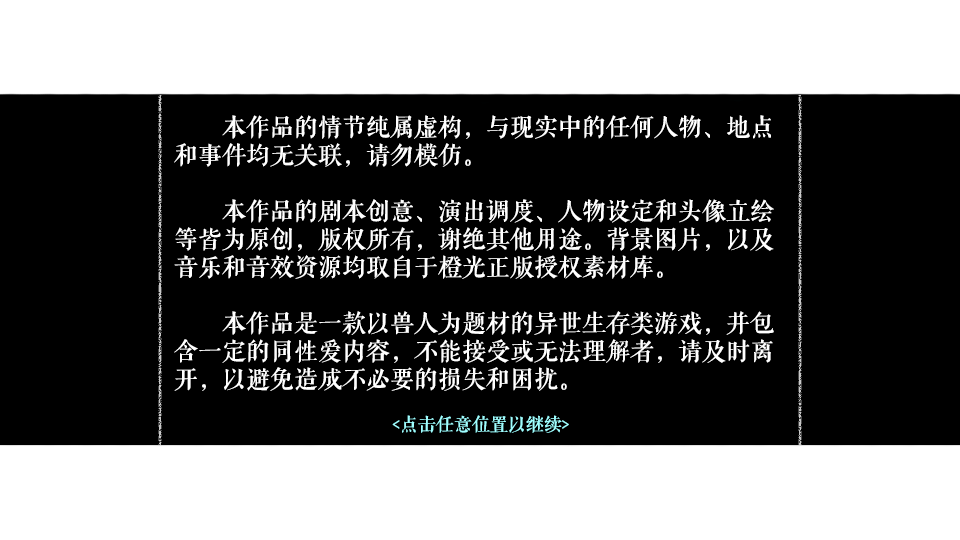 本作品的情节纯属虚构，与现实中的任何人物、地点
和事件均无关联，请勿模仿。
本作品的剧本创意、演出调度、人物设定和头像立绘
等皆为原创，版权所有，谢绝其他用途。背景图片，以及
音乐和音效资源均取自于橙光正版授权素材库。
本作品是一款以兽人为题材的异世生存类游戏，并包
含一定的同性爱内容，不能接受或无法理解者，请及时离
开，以避免造成不必要的损失和困扰。
<点击任意位置以继续>